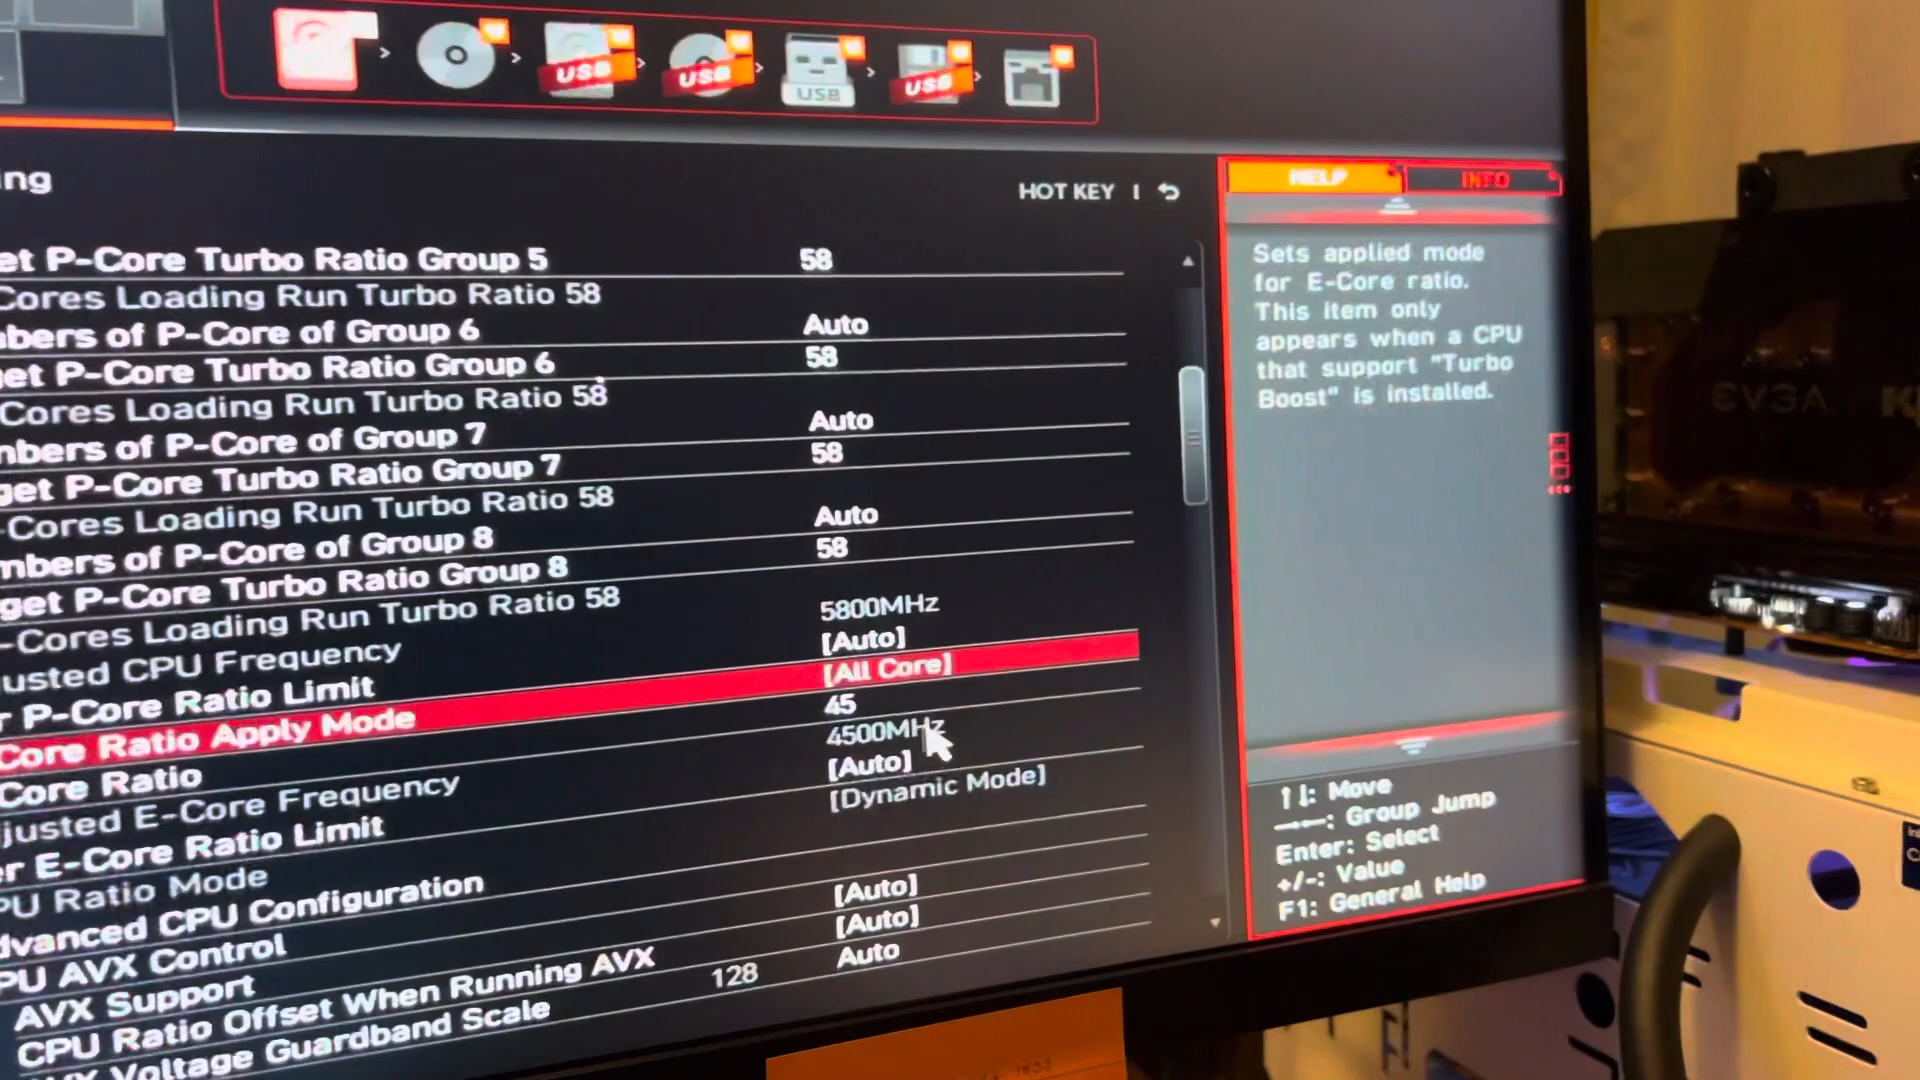 USB
USB
USB
USB
ing
HOT KEY |
et P-Core Turbo Ratio Group 5 58
Cores Loading Run Turbo Ratio 58
bers of P-Core of Group 6 Auto
et P-Core Turbo Ratio Group 6 58
Cores Loading Run Turbo Ratio 58
nbers of P-Core of Group 7 Auto
get P-Core Turbo Ratio Group 7 58
-Cores Loading Run Turbo Ratio 58
mbers of P-Core of Group 8 Auto
get P-Core Turbo Ratio Group 8 58
-Cores Loading Run Turbo Ratio 58
usted CPU Frequency 5800MHz
r P-Core Ratio Limit [Auto]
Core Ratio Apply Mode [All Core]
Core Ratio 45
justed E-Core Frequency 4500MHz
er E-Core Ratio Limit [Auto]
PU Ratio Mode [Dynamic Mode]
dvanced CPU Configuration
PU AVX Control [Auto]
AVX Support [Auto]
CPU Ratio Offset When Running AVX Auto
AVX Voltage Guardband Scale 128
HELP INFO
Sets applied mode
for E-Core ratio.
This item only
appears when a CPU
that support "Turbo
Boost" is installed.
↑↓: Move
→←: Group Jump
Enter: Select
+/-: Value
F1: General Help
EVGA K